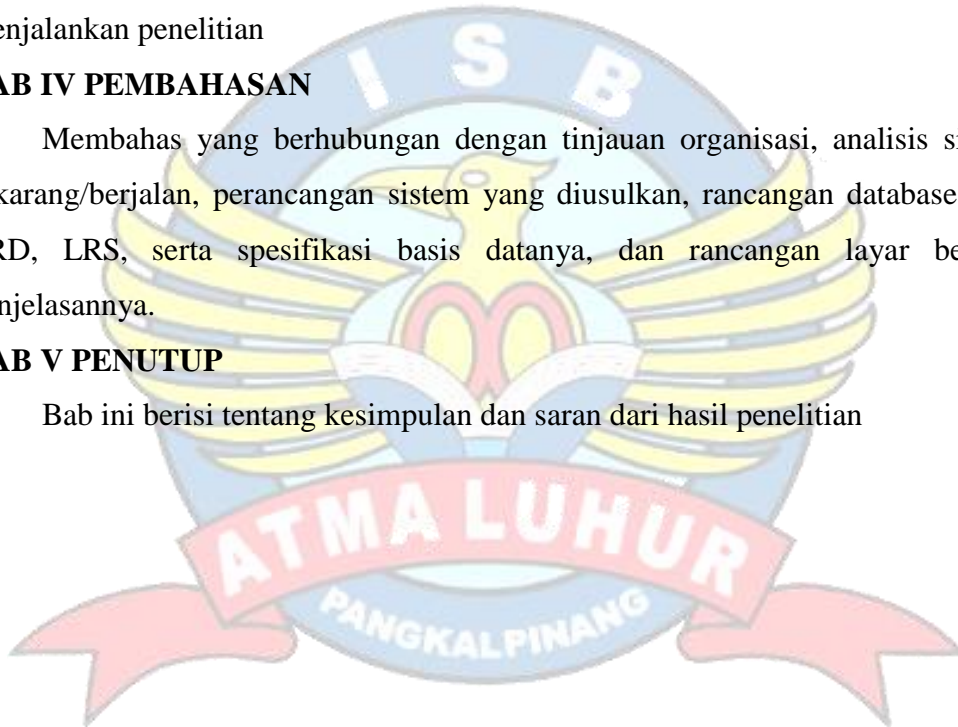 enjalankan penelitian
AB IV PEMBAHASAN
Membahas yang berhubungan dengan tinjauan organisasi, analisis si
karang/berjalan, perancangan sistem yang diusulkan, rancangan database
RD, LRS, serta spesifikasi basis datanya, dan rancangan layar be
njelasannya.
AB V PENUTUP
Bab ini berisi tentang kesimpulan dan saran dari hasil penelitian
ISB
ATMA LUHUR
PANGKALPINANG